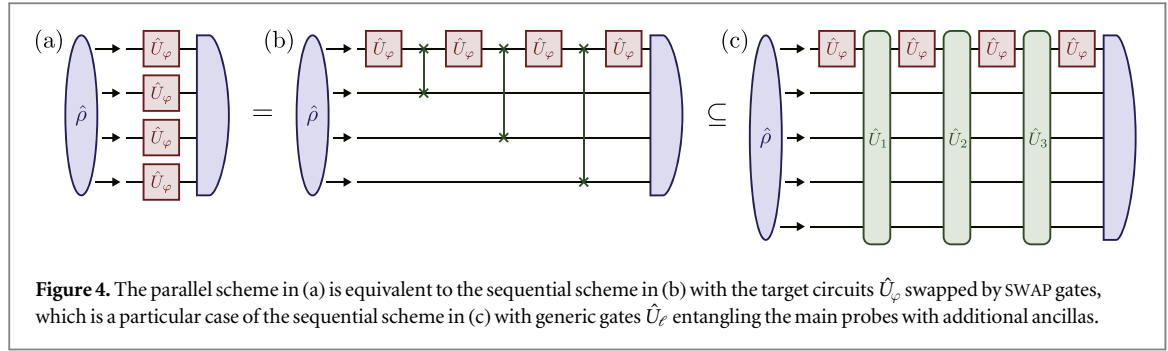 (a) (b) (c)
Û_φ Û_φ Û_φ Û_φ Û_φ Û_φ Û_φ Û_φ Û_φ
Û_φ
ρ̂ = ρ̂ ⊆ ρ̂
Û_φ Û_1 Û_2 Û_3
Û_φ
Figure 4. The parallel scheme in (a) is equivalent to the sequential scheme in (b) with the target circuits Û_φ swapped by SWAP gates,
which is a particular case of the sequential scheme in (c) with generic gates Û_ℓ entangling the main probes with additional ancillas.